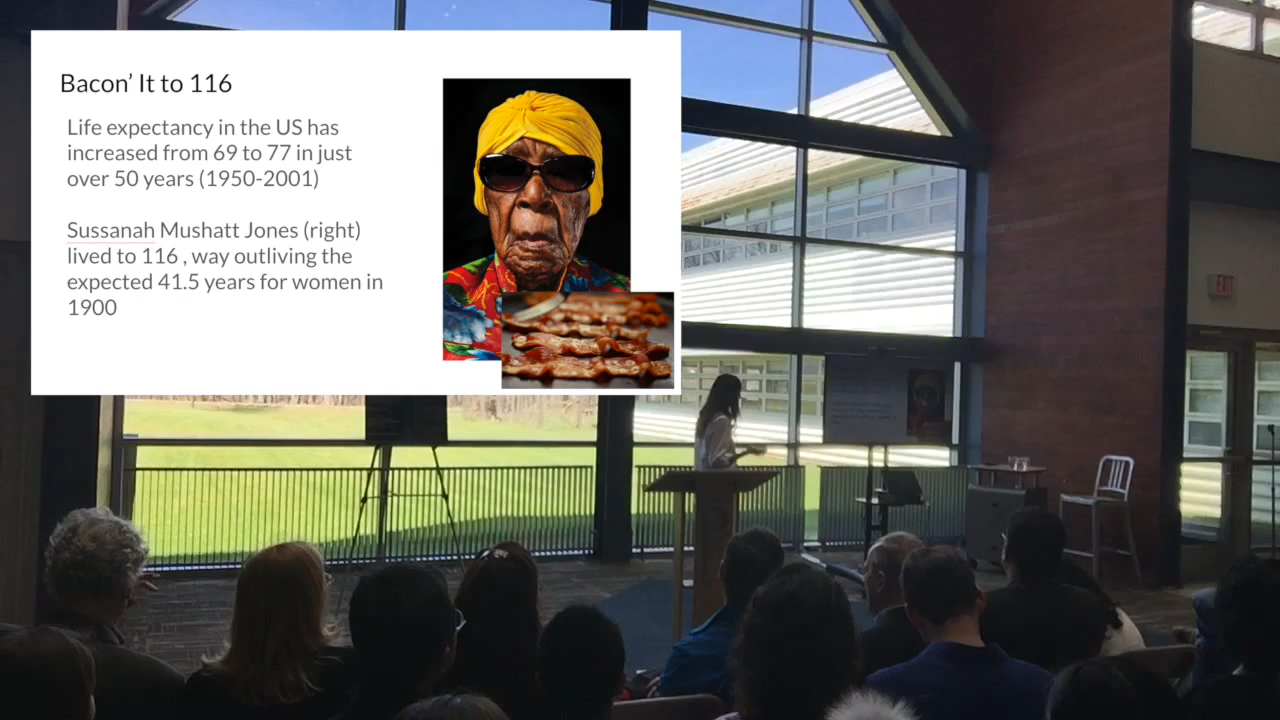 Bacon’ It to 116
Life expectancy in the US has
increased from 69 to 77 in just
over 50 years (1950-2001)
Sussanah Mushatt Jones (right)
lived to 116 , way outliving the
expected 41.5 years for women in
1900